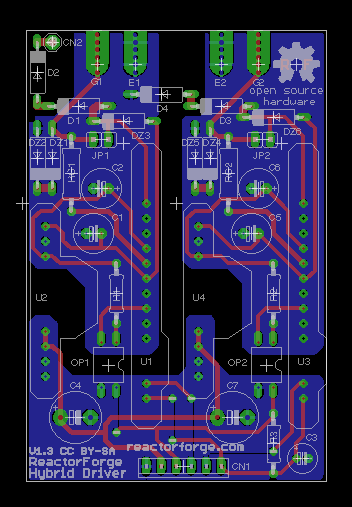 CN2
G1
E1
E2
G2
D2
open source
hardware
D4
D1
D3
DZ3
DZ6
DZ2
DZ1
DZ5
DZ4
JP1
JP2
C2
C6
C1
C5
U2
U4
OP1
U1
OP2
U3
C4
C7
R3
C3
V1.3 CC BY-SA
reactorforge.com
ReactorForge
Hybrid Driver
CN1